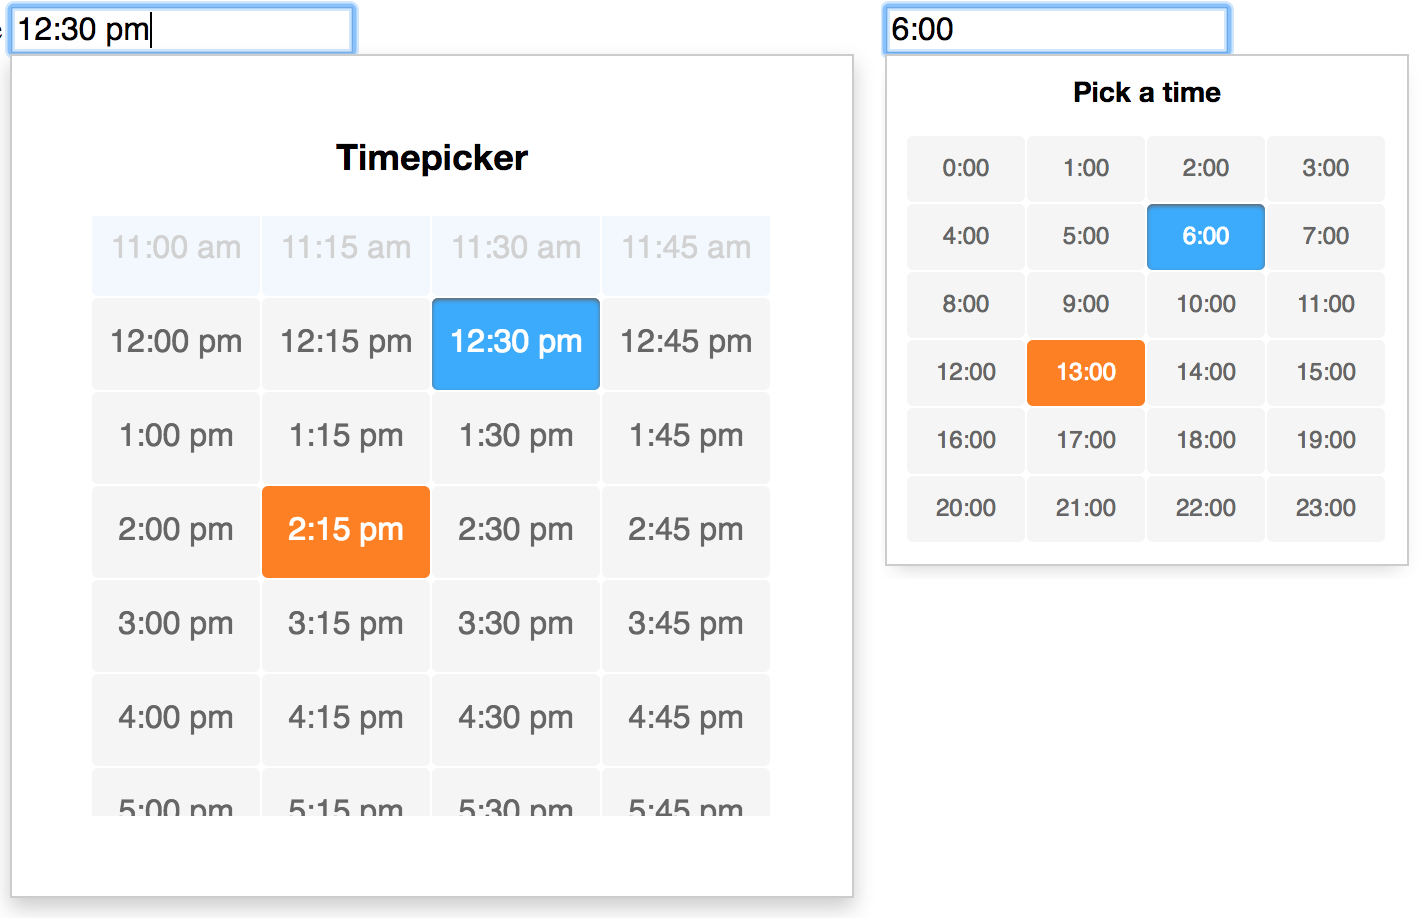 12:30 pm
Timepicker
11:00 am 11:15 am 11:30 am 11:45 am
12:00 pm 12:15 pm 12:30 pm 12:45 pm
1:00 pm 1:15 pm 1:30 pm 1:45 pm
2:00 pm 2:15 pm 2:30 pm 2:45 pm
3:00 pm 3:15 pm 3:30 pm 3:45 pm
4:00 pm 4:15 pm 4:30 pm 4:45 pm
5:00 pm 5:15 pm 5:30 pm 5:45 pm
6:00
Pick a time
0:00 1:00 2:00 3:00
4:00 5:00 6:00 7:00
8:00 9:00 10:00 11:00
12:00 13:00 14:00 15:00
16:00 17:00 18:00 19:00
20:00 21:00 22:00 23:00